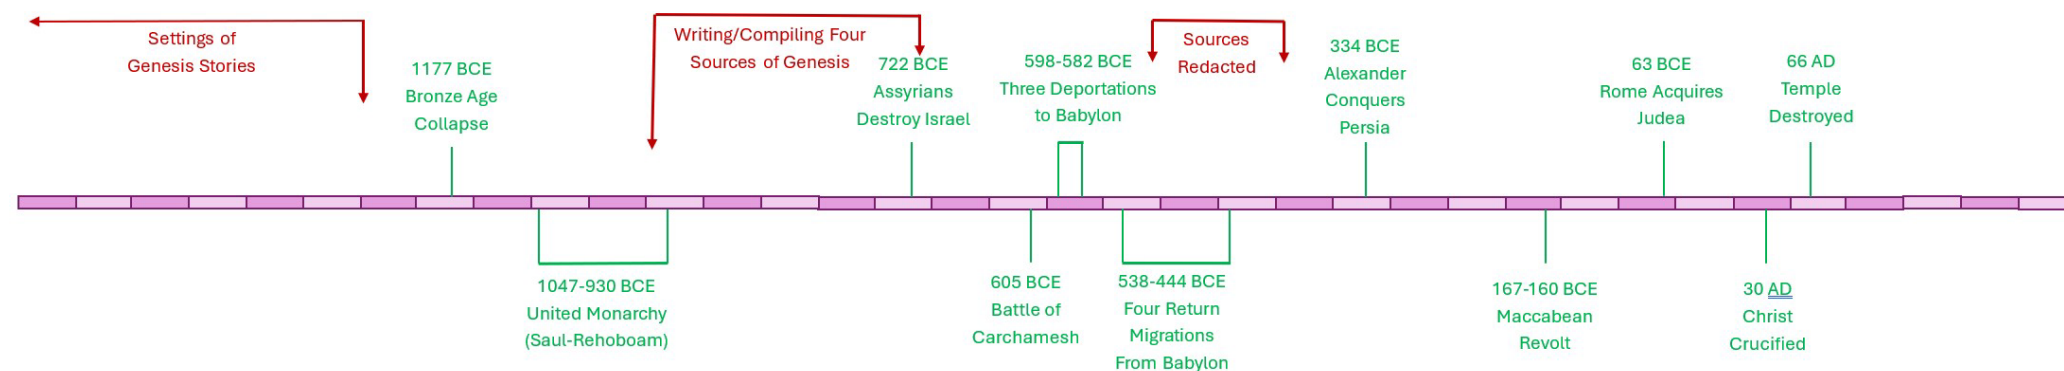 Settings of
Genesis Stories
1177 BCE
Bronze Age
Collapse
Writing/Compiling Four
Sources of Genesis
722 BCE
Assyrians
Destroy Israel
598-582 BCE
Three Deportations
to Babylon
Sources
Redacted
334 BCE
Alexander
Conquers
Persia
63 BCE
Rome Acquires
Judea
66 AD
Temple
Destroyed
1047-930 BCE
United Monarchy
(Saul-Rehoboam)
605 BCE
Battle of
Carchamesh
538-444 BCE
Four Return
Migrations
From Babylon
167-160 BCE
Maccabean
Revolt
30 AD
Christ
Crucified